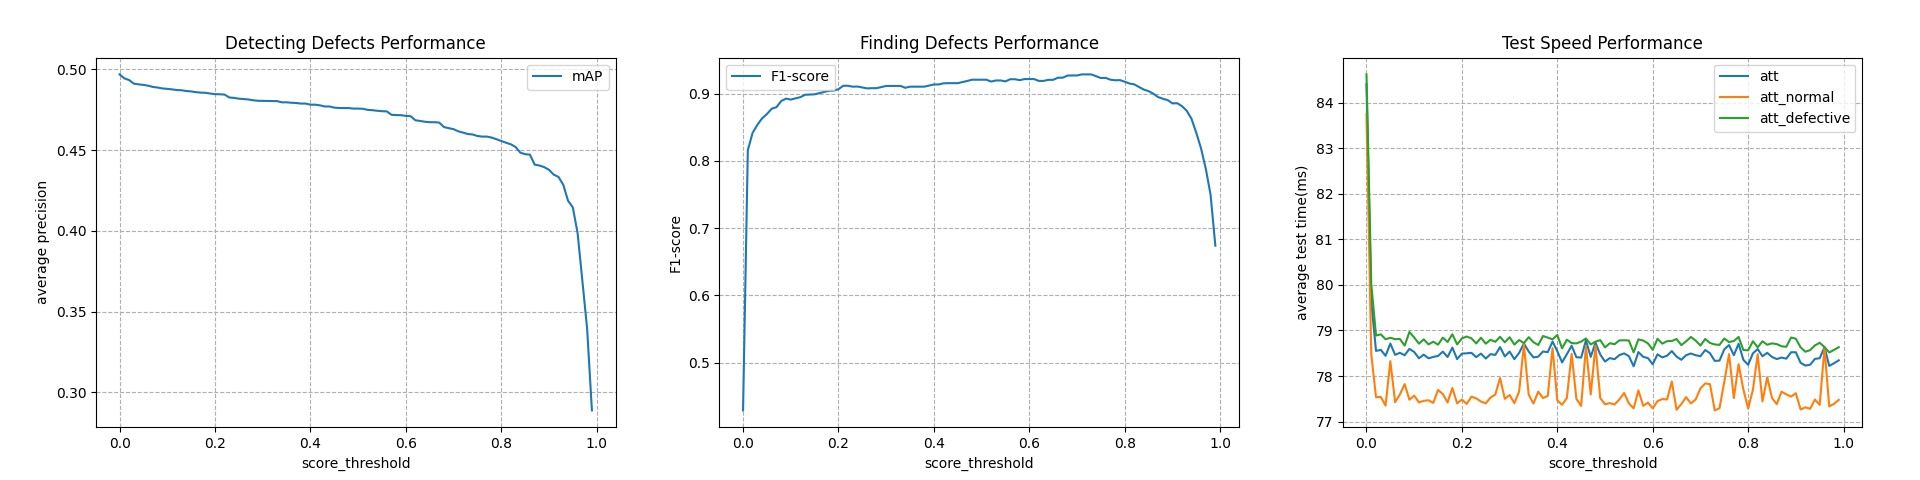 Detecting Defects Performance
mAP
average precision
0.50
0.45
0.40
0.35
0.30
0.0 0.2 0.4 0.6 0.8 1.0
score_threshold
Finding Defects Performance
F1-score
F1-score
0.9
0.8
0.7
0.6
0.5
0.0 0.2 0.4 0.6 0.8 1.0
score_threshold
Test Speed Performance
att
att_normal
att_defective
average test time(ms)
84
83
82
81
80
79
78
77
0.0 0.2 0.4 0.6 0.8 1.0
score_threshold